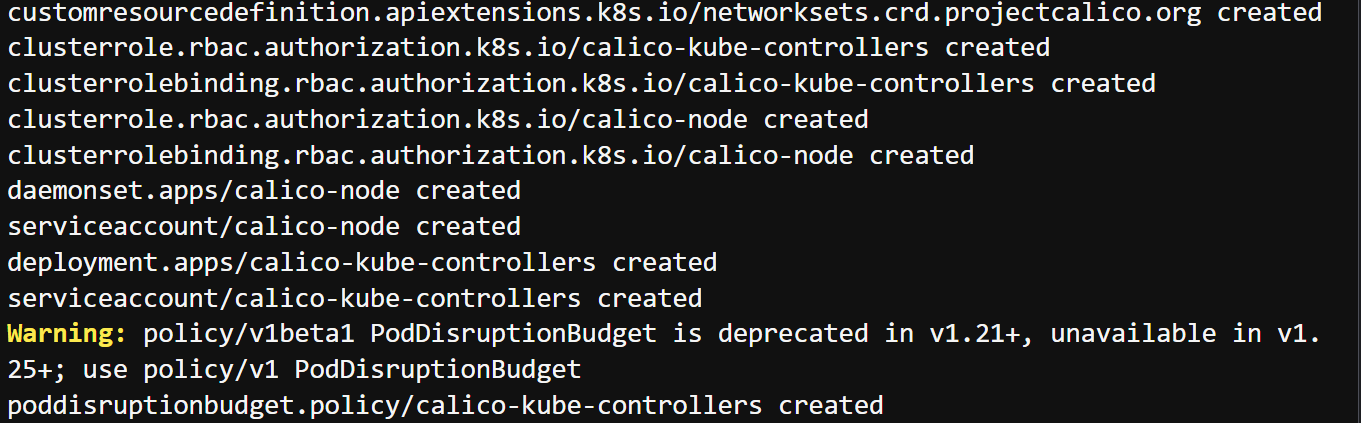 customresourcedefinition.apiextensions.k8s.io/networksets.crd.projectcalico.org created
clusterrole.rbac.authorization.k8s.io/calico-kube-controllers created
clusterrolebinding.rbac.authorization.k8s.io/calico-kube-controllers created
clusterrole.rbac.authorization.k8s.io/calico-node created
clusterrolebinding.rbac.authorization.k8s.io/calico-node created
daemonset.apps/calico-node created
serviceaccount/calico-node created
deployment.apps/calico-kube-controllers created
serviceaccount/calico-kube-controllers created
Warning: policy/v1beta1 PodDisruptionBudget is deprecated in v1.21+, unavailable in v1.
25+; use policy/v1 PodDisruptionBudget
poddisruptionbudget.policy/calico-kube-controllers created